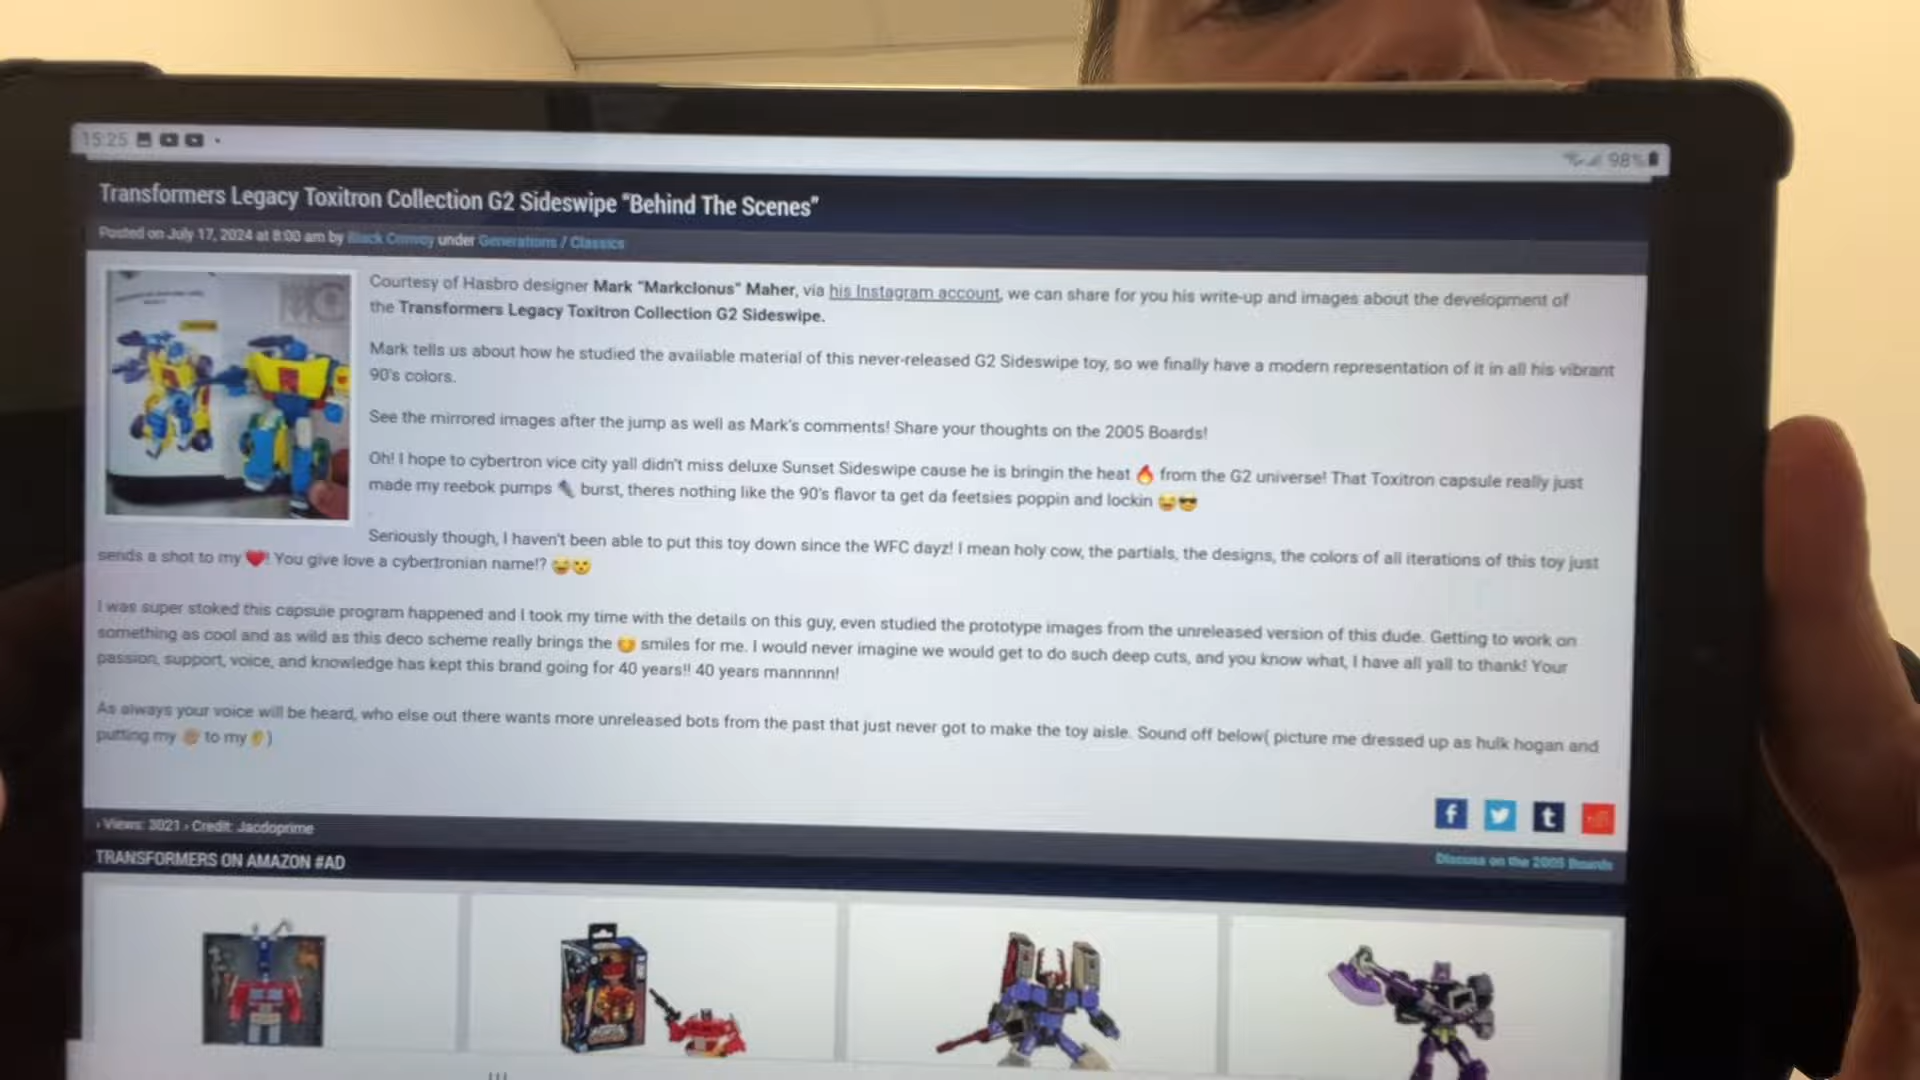 15:25
98%
Transformers Legacy Toxitron Collection G2 Sideswipe “Behind The Scenes”
Posted on July 17, 2024 at 8:00 am by Black Convoy under Generations / Classics
MC
Courtesy of Hasbro designer Mark “Markclonus” Maher, via his Instagram account, we can share for you his write-up and images about the development of
the Transformers Legacy Toxitron Collection G2 Sideswipe.
Mark tells us about how he studied the available material of this never-released G2 Sideswipe toy, so we finally have a modern representation of it in all his vibrant
90's colors.
See the mirrored images after the jump as well as Mark's comments! Share your thoughts on the 2005 Boards!
Oh! I hope to cybertron vice city yall didn't miss deluxe Sunset Sideswipe cause he is bringin the heat 🔥 from the G2 universe! That Toxitron capsule really just
made my reebok pumps burst, theres nothing like the 90's flavor ta get da feetsies poppin and lockin 😂😎
Seriously though, I haven't been able to put this toy down since the WFC dayz! I mean holy cow, the partials, the designs, the colors of all iterations of this toy just
sends a shot to my ❤️! You give love a cybertronian name!? 😂😮
I was super stoked this capsule program happened and I took my time with the details on this guy, even studied the prototype images from the unreleased version of this dude. Getting to work on
something as cool and as wild as this deco scheme really brings the smiles for me. I would never imagine we would get to do such deep cuts, and you know what, I have all yall to thank! Your
passion, support, voice, and knowledge has kept this brand going for 40 years!! 40 years mannnnn!
As always your voice will be heard, who else out there wants more unreleased bots from the past that just never got to make the toy aisle. Sound off below( picture me dressed up as hulk hogan and
putting my to my )
› Views: 3021 › Credit: Jacdoprime
Discuss on the 2005 Boards
TRANSFORMERS ON AMAZON #AD